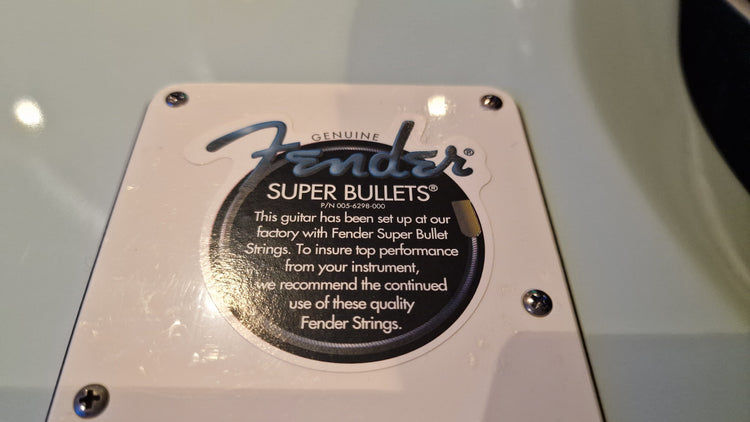 GENUINE
Fender®
SUPER BULLETS®
P/N 005-6298-000
This guitar has been set up at our
factory with Fender Super Bullet
Strings. To insure top performance
from your instrument,
we recommend the continued
use of these quality
Fender Strings.